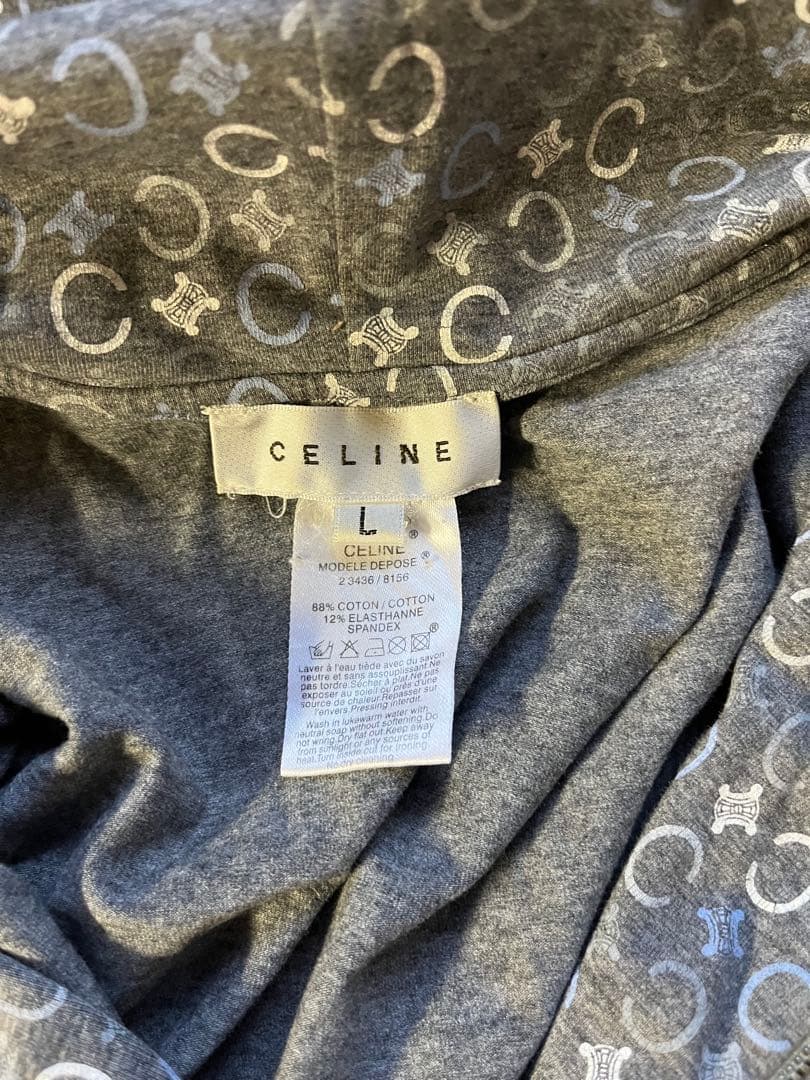 CELINE
L ®
CELINE
MODELE DEPOSE ®
2 3436 / 8156
88% COTON / COTTON
12% ELASTHANNE
SPANDEX ®
Laver à l'eau tiède avec du savon
neutre et sans assouplissant.Ne
pas tordre.Sécher à plat.Ne pas
exposer au soleil ou près d'une
source de chaleur.Repasser sur
l'envers.Pressing interdit.
Wash in lukewarm water with
neutral soap without softening.Do
not wring.Dry flat out.Keep away
from sunlight or any sources of
heat.Turn inside out for ironing.
No dry cleaning.